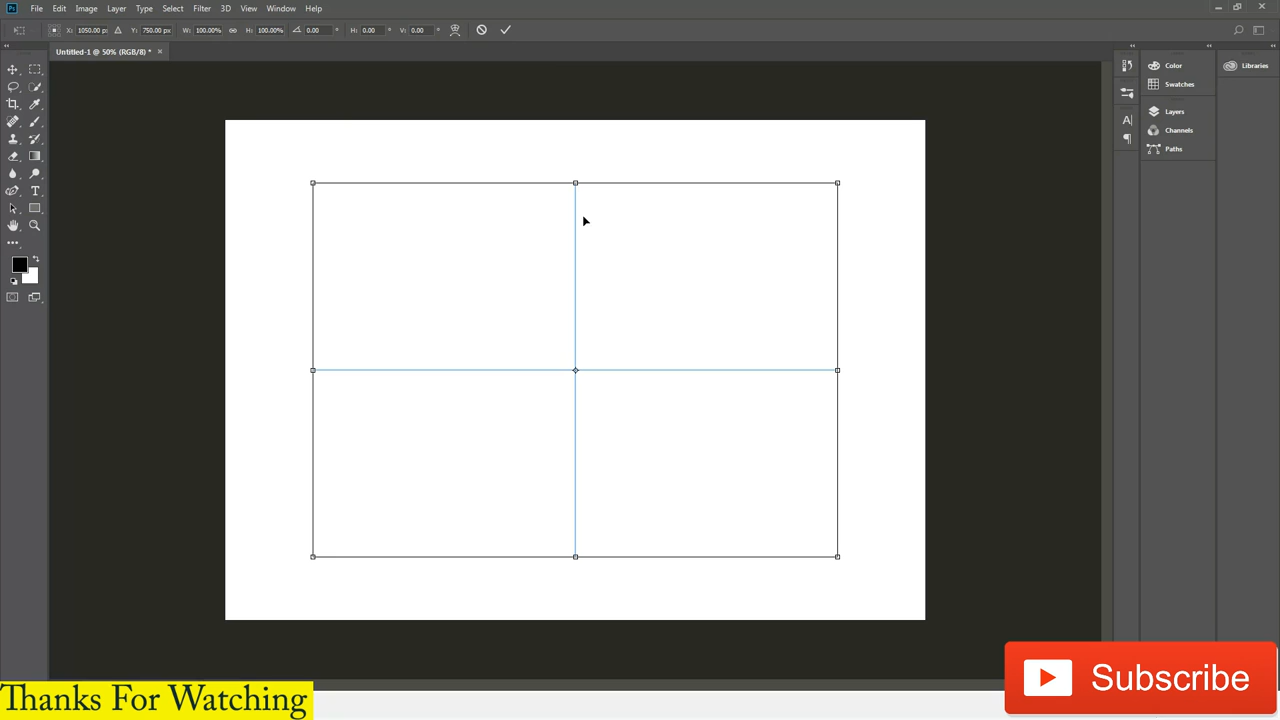 Ps File Edit Image Layer Type Select Filter 3D View Window Help
X: 1050.00 px Y: 750.00 px W: 100.00% H: 100.00% 0.00 ° H: 0.00 ° V: 0.00 °
Untitled-1 @ 50% (RGB/8) * ×
Color
Swatches
Layers
Channels
Paths
Libraries
Subscribe
Thanks For Watching